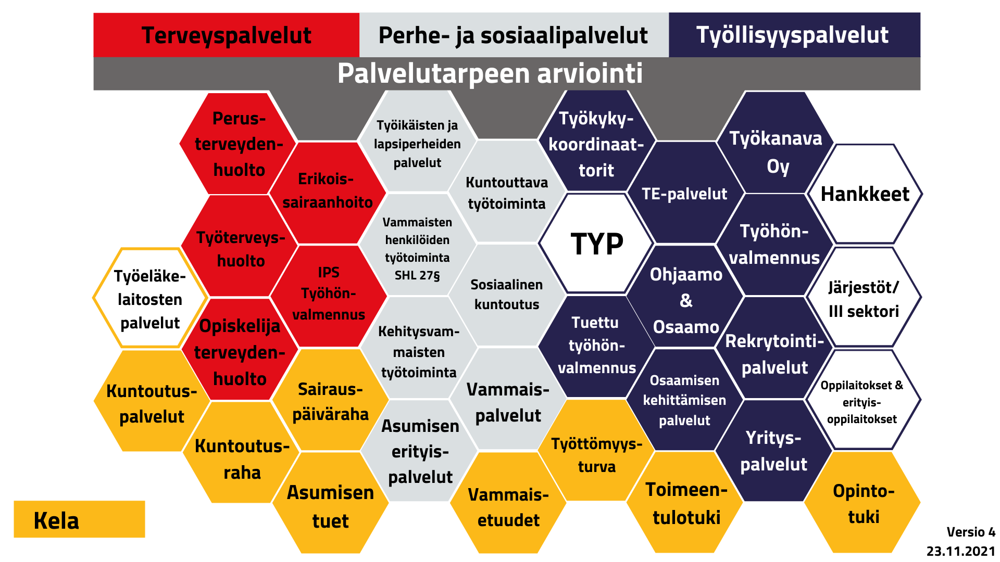 Terveyspalvelut
Perhe- ja sosiaalipalvelut
Työllisyyspalvelut
Palvelutarpeen arviointi
Perus-
terveyden-
huolto
Työterveys-
huolto
Opiskelija
terveyden-
huolto
Erikois-
sairaanhoito
IPS
Työhön-
valmennus
Työeläke-
laitosten
palvelut
Kuntoutus-
palvelut
Kuntoutus-
raha
Sairaus-
päiväraha
Asumisen
tuet
Työikäisten ja
lapsiperheiden
palvelut
Vammaisten
henkilöiden
työtoiminta
SHL 27§
Kehitysvam-
maisten
työtoiminta
Asumisen
erityis-
palvelut
Kuntouttava
työtoiminta
Sosiaalinen
kuntoutus
Vammais-
palvelut
Vammais-
etuudet
Työkyky-
koordinaat-
torit
TYP
Tuettu
työhön-
valmennus
Työttömyys-
turva
TE-palvelut
Ohjaamo
&
Osaamo
Osaamisen
kehittämisen
palvelut
Toimeen-
tulotuki
Työkanava
Oy
Työhön-
valmennus
Rekrytointi-
palvelut
Yritys-
palvelut
Hankkeet
Järjestöt/
III sektori
Oppilaitokset &
erityis-
oppilaitokset
Opinto-
tuki
Kela
Versio 4
23.11.2021